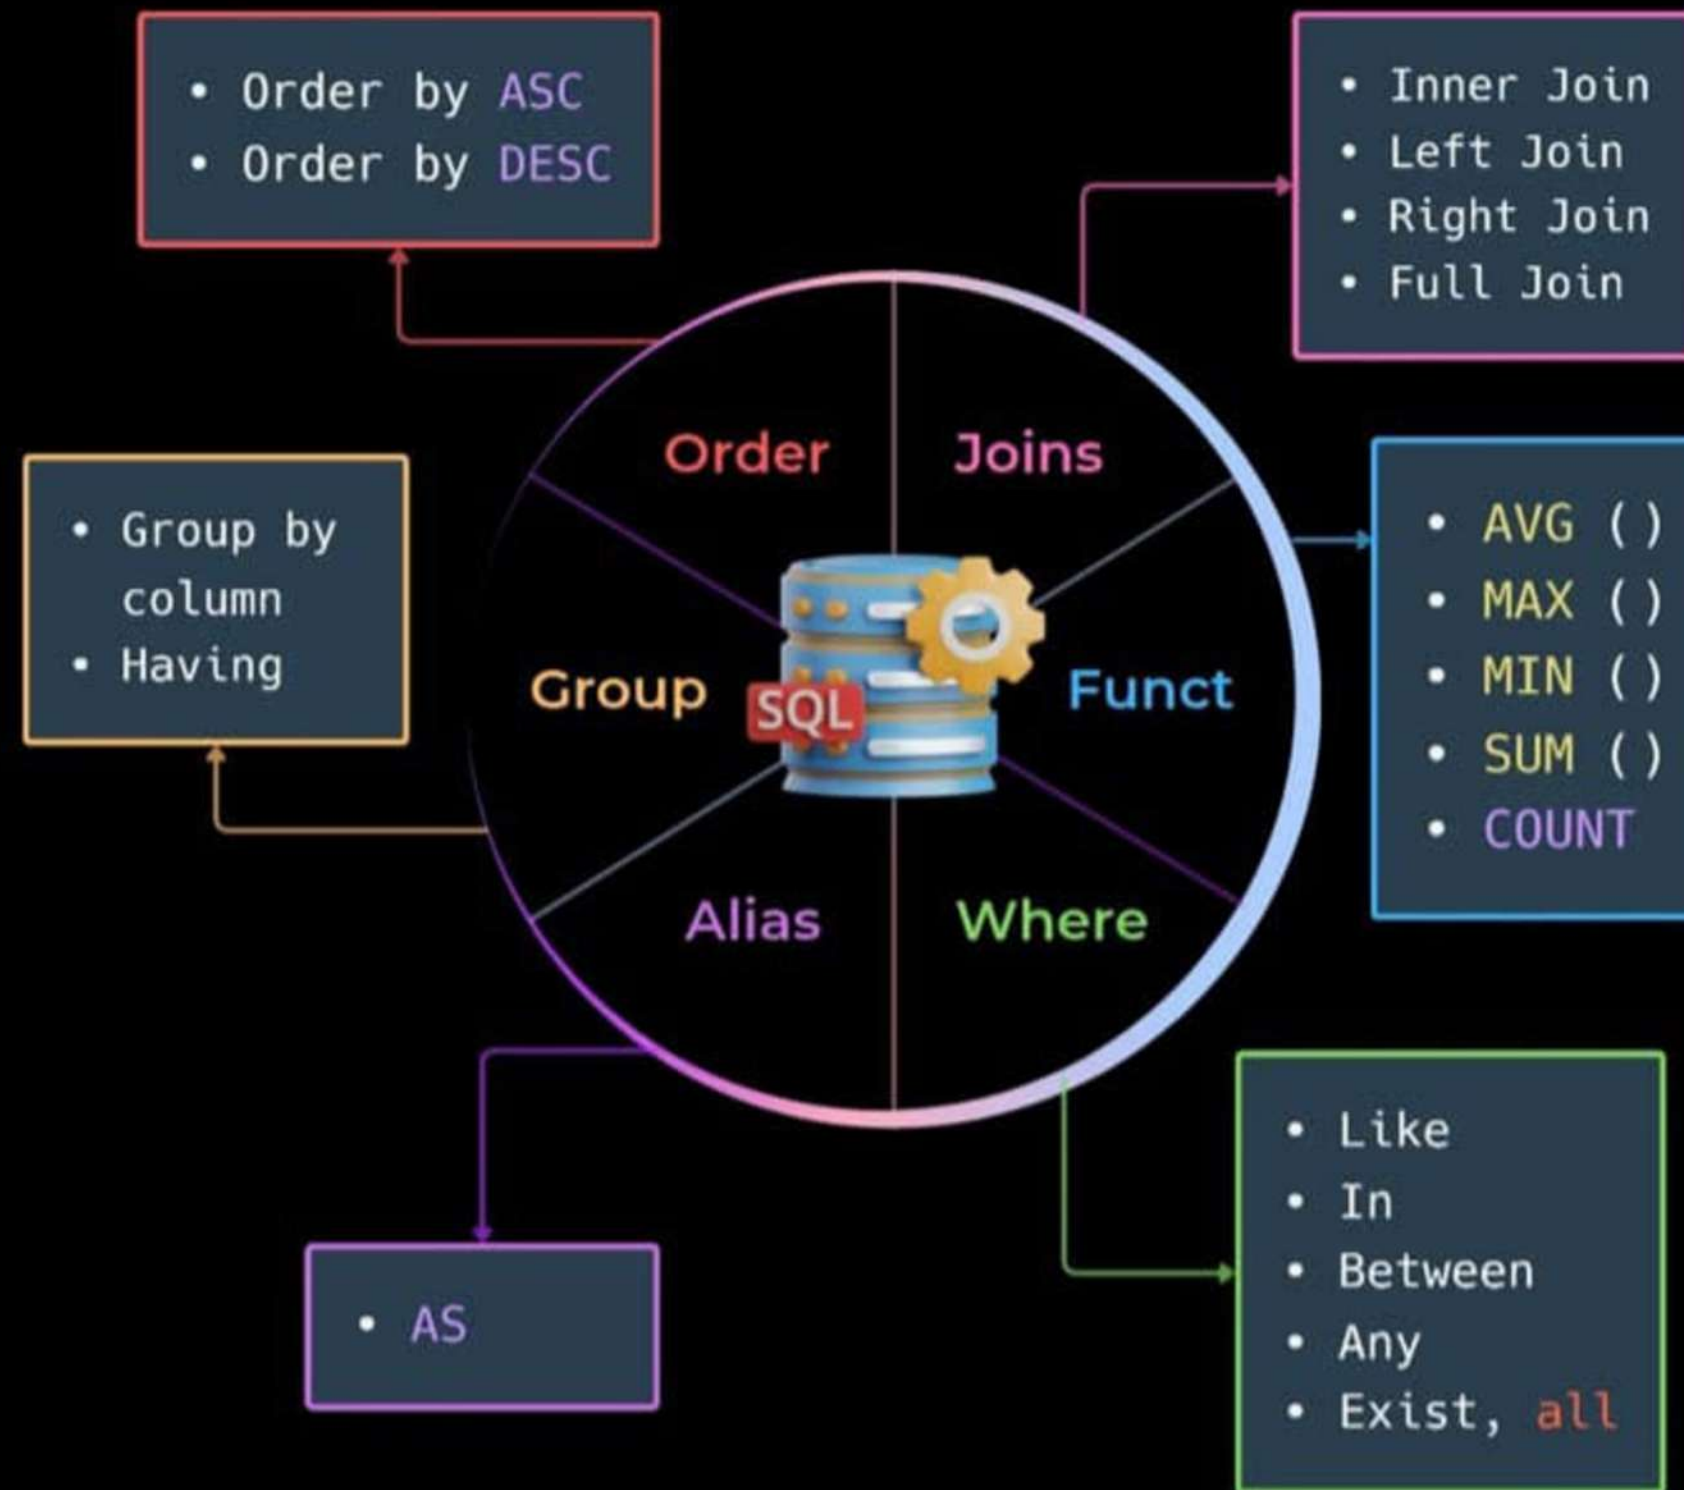 • Order by ASC
• Order by DESC
• Inner Join
• Left Join
• Right Join
• Full Join
Order
Joins
• Group by
column
• Having
Group
SQL
Funct
• AVG ()
• MAX ()
• MIN ()
• SUM ()
• COUNT
Alias
Where
• AS
• Like
• In
• Between
• Any
• Exist, all